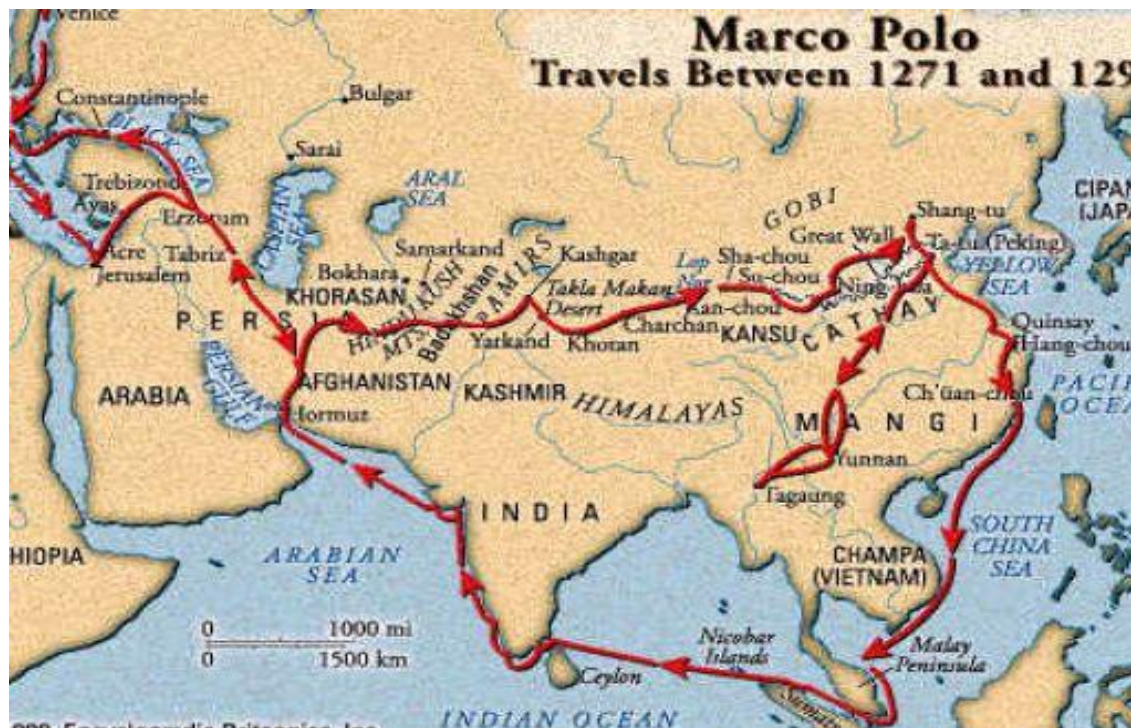 Venice
Marco Polo
Travels Between 1271 and 129
Constantinople
Bulgar
BLACK SEA
Sarai
Trebizond
Ayas
Erzerum
CASPIAN
SEA
ARAL
SEA
GOBI
Shang-tu
CIPAN
(JAPA
Great Wall
Ta-tu (Peking)
Acre
Tabriz
Jerusalem
Samarkand
Bokhara
Kashgar
Lop
Nor
Sha-chou
Su-chou
YELLOW
SEA
KHORASAN
HINDU KUSH
MTS.
Badakhshan
PAMIRS
Takla Makan
Desert
Kan-chou
Ning-
PERSIA
Yarkand
Khotan
Charchan
KANSU
CATHAY
Quinsay
(Hang-chou
PERSIAN
GULF
ARABIA
AFGHANISTAN
KASHMIR
HIMALAYAS
Ch'üan-chou
PACIF
OCEA
Hormuz
MANGI
Yunnan
Tagaung
INDIA
SOUTH
CHINA
SEA
HIOPIA
ARABIAN
SEA
CHAMPA
(VIETNAM)
0 1000 mi
0 1500 km
Nicobar
Islands
Malay
Peninsula
Ceylon
Sumatra
INDIAN OCEAN
Encyclopaedia Britannica, Inc.